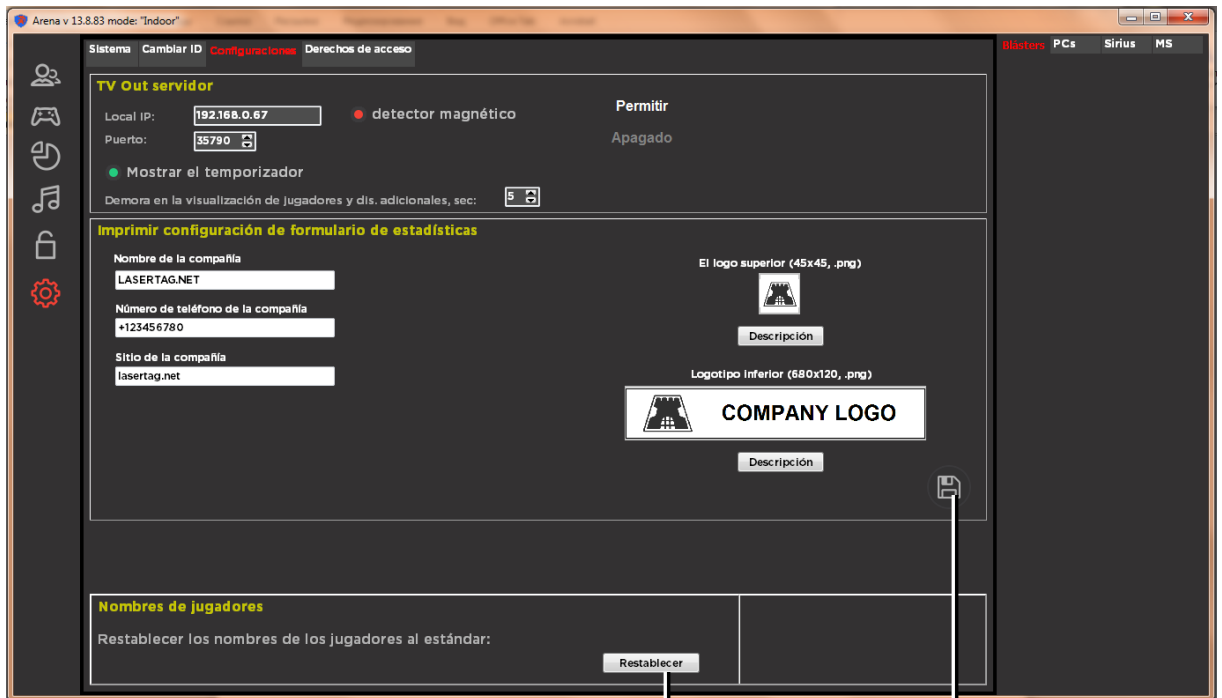 Arena v 13.8.83 mode: "Indoor"
Sistema Cambiar ID Configuraciones Derechos de acceso
Blásters PCs Sirius MS
TV Out servidor
Local IP: 192.168.0.67
detector magnético
Permitir
Puerto: 35790
Apagado
Mostrar el temporizador
Demora en la visualización de jugadores y dis. adicionales, sec: 5
Imprimir configuración de formulario de estadísticas
Nombre de la compañía
LASERTAG.NET
Número de teléfono de la compañía
+123456780
Sitio de la compañía
lasertag.net
El logo superior (45x45, .png)
Descripción
Logotipo inferior (680x120, .png)
COMPANY LOGO
Descripción
Nombres de jugadores
Restablecer los nombres de los jugadores al estándar:
Restablecer